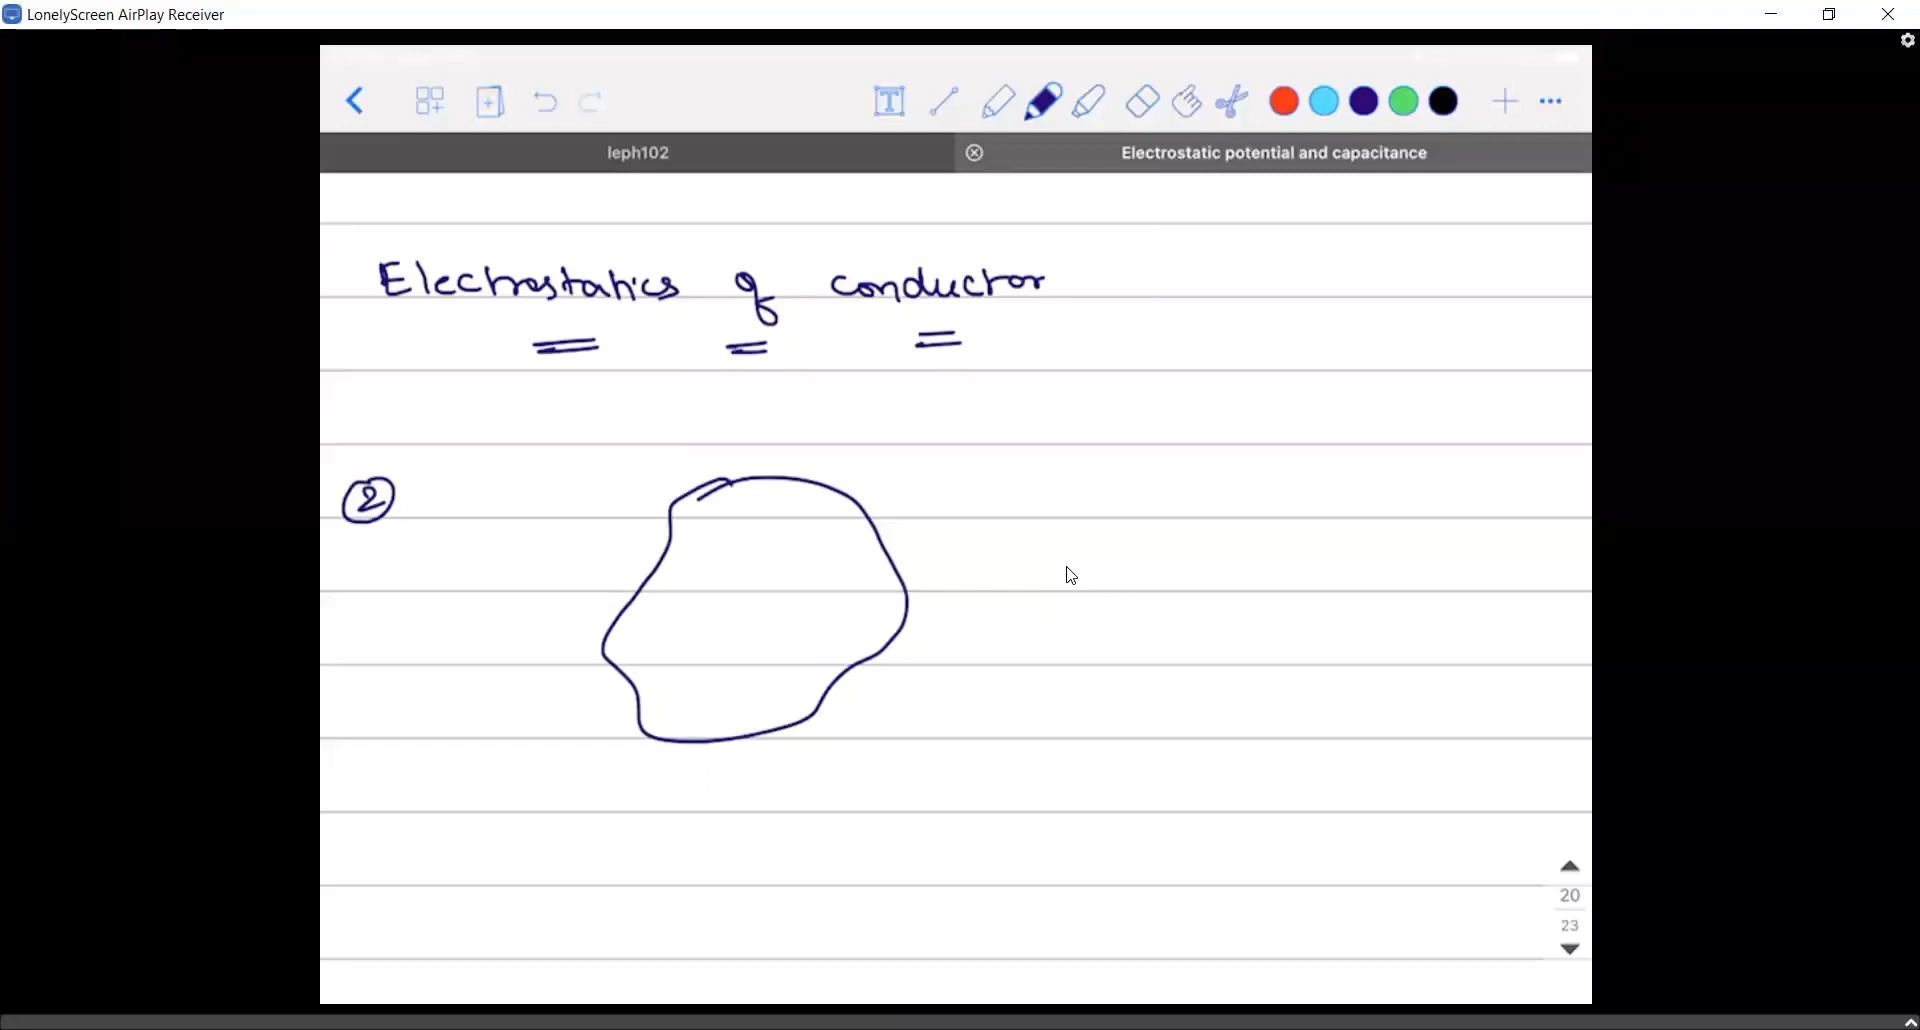 LonelyScreen AirPlay Receiver
T
leph102
Electrostatic potential and capacitance
Electrostatics of conductor
2
20
23